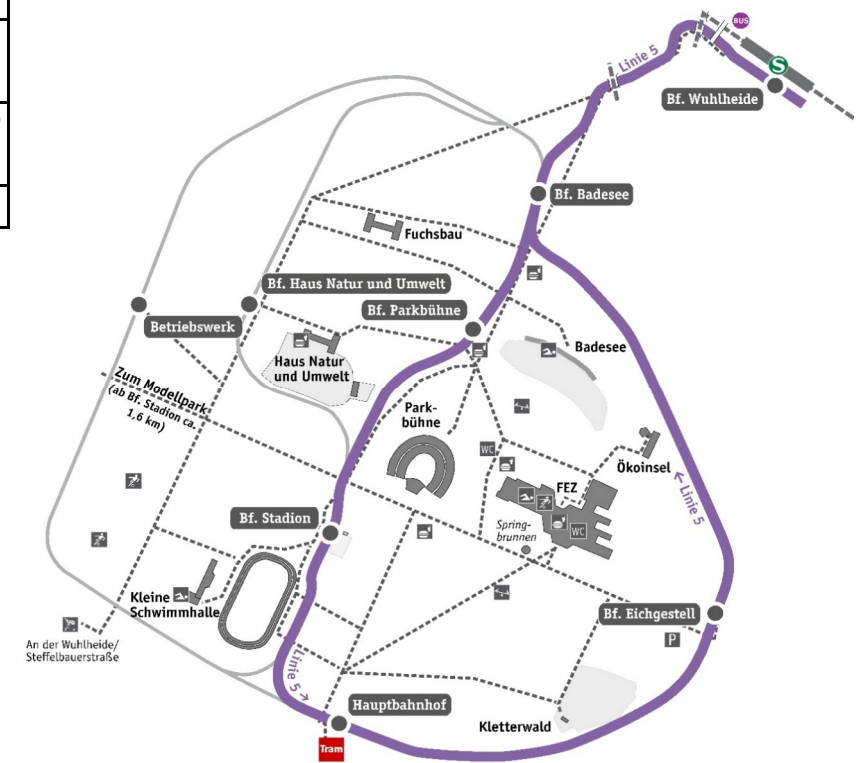 BUS
Linie 5
S
Bf. Wuhlheide
Bf. Badesee
Fuchsbau
Bf. Haus Natur und Umwelt
Bf. Parkbühne
Betriebswerk
Haus Natur
und Umwelt
Badesee
Zum Modellpark
(ab Bf. Stadion ca.
1,6 km)
Park-
bühne
WC
Ökoinsel
FEZ
← Linie 5
Bf. Stadion
Spring-
brunnen
WC
Kleine
Schwimmhalle
Bf. Eichgestell
P
An der Wuhlheide/
Steffelbauerstraße
Linie 5 →
Hauptbahnhof
Kletterwald
Tram